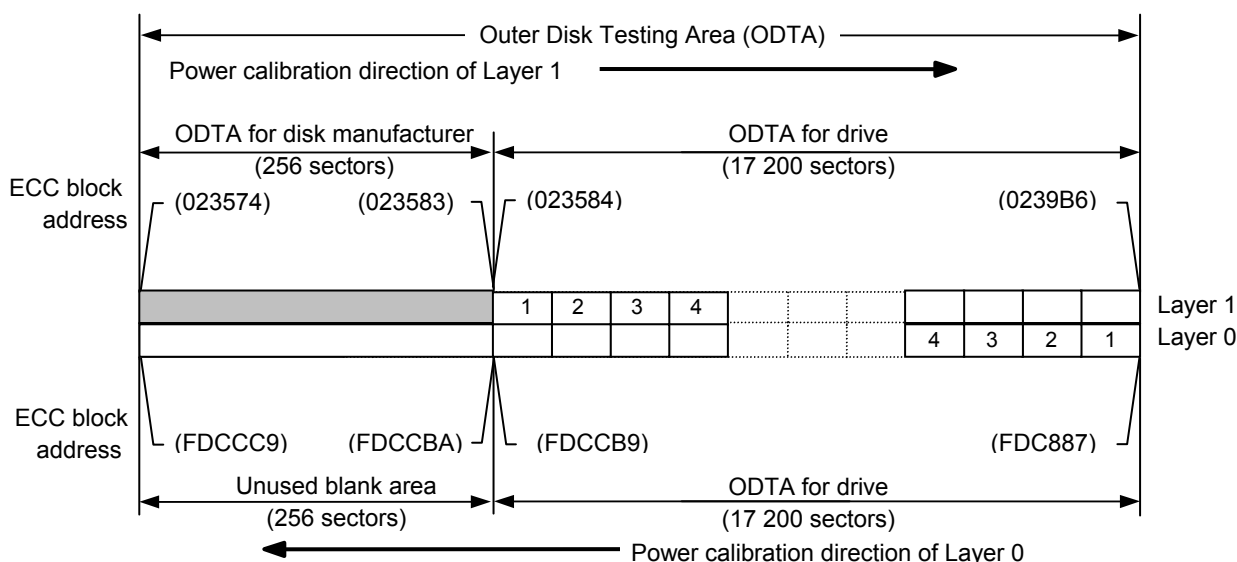 Outer Disk Testing Area (ODTA)
Power calibration direction of Layer 1
ODTA for disk manufacturer
(256 sectors)
ODTA for drive
(17 200 sectors)
ECC block
address
(023574)
(023583)
(023584)
(0239B6)
1 2 3 4
Layer 1
4 3 2 1
Layer 0
ECC block
address
(FDCCC9)
(FDCCBA)
(FDCCB9)
(FDC887)
Unused blank area
(256 sectors)
ODTA for drive
(17 200 sectors)
Power calibration direction of Layer 0